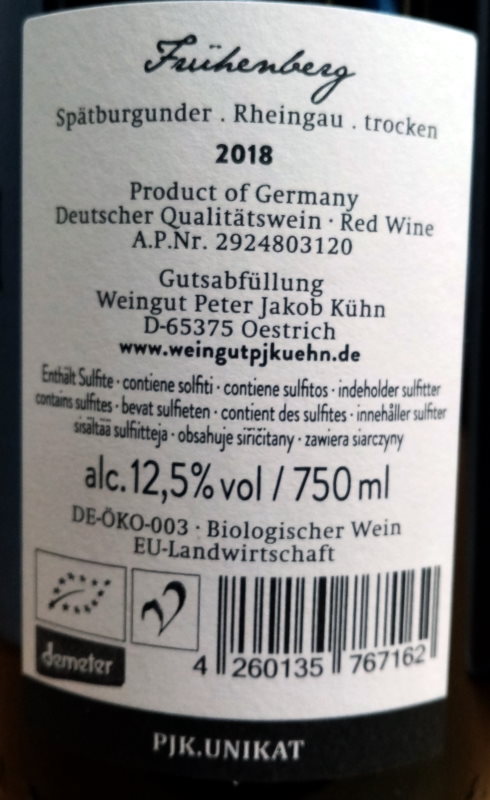 Frühenberg
Spätburgunder . Rheingau . trocken
2018
Product of Germany
Deutscher Qualitätswein · Red Wine
A.P.Nr. 2924803120
Gutsabfüllung
Weingut Peter Jakob Kühn
D-65375 Oestrich
www.weingutpjkuehn.de
Enthält Sulfite · contiene solfiti · contiene sulfitos · indeholder sulfitter
contains sulfites · bevat sulfieten · contient des sulfites · innehåller sulfiter
sisältää sulfiitteja · obsahuje siřičitany · zawiera siarczyny
alc. 12,5% vol / 750 ml
DE-ÖKO-003 · Biologischer Wein
EU-Landwirtschaft
demeter
4 260135 767162
PJK.UNIKAT